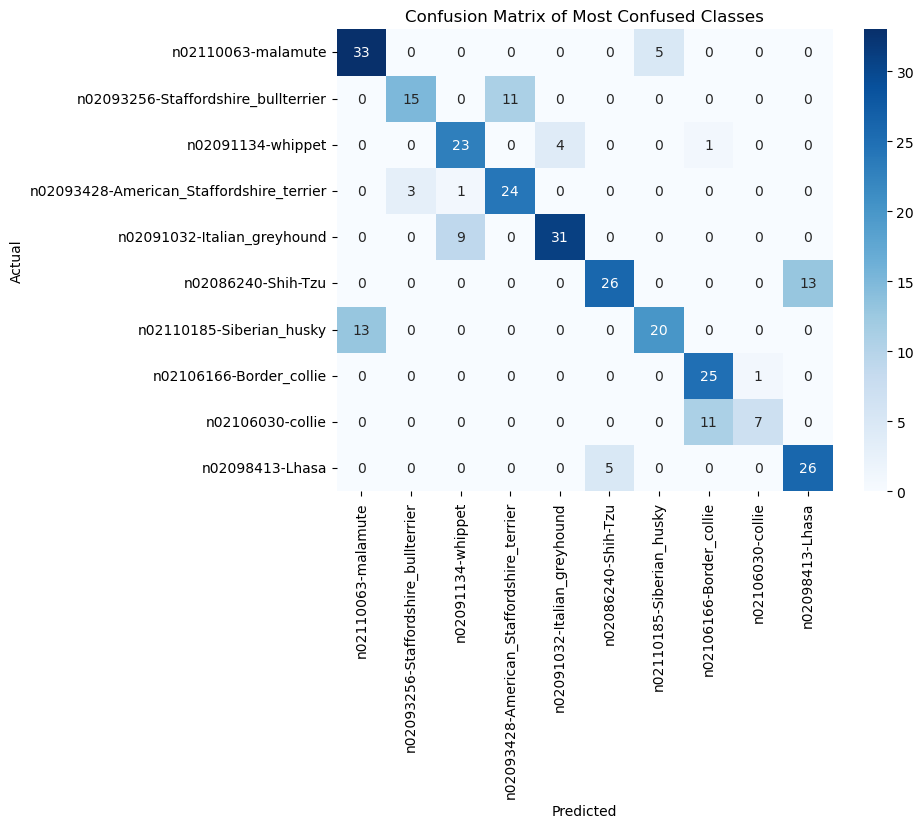 Confusion Matrix of Most Confused Classes
n02110063-malamute 33 0 0 0 0 0 5 0 0 0
n02093256-Staffordshire_bullterrier 0 15 0 11 0 0 0 0 0 0
n02091134-whippet 0 0 23 0 4 0 0 1 0 0
n02093428-American_Staffordshire_terrier 0 3 1 24 0 0 0 0 0 0
n02091032-Italian_greyhound 0 0 9 0 31 0 0 0 0 0
n02086240-Shih-Tzu 0 0 0 0 0 26 0 0 0 13
n02110185-Siberian_husky 13 0 0 0 0 0 20 0 0 0
n02106166-Border_collie 0 0 0 0 0 0 0 25 1 0
n02106030-collie 0 0 0 0 0 0 0 11 7 0
n02098413-Lhasa 0 0 0 0 0 5 0 0 0 26
Actual
n02110063-malamute
n02093256-Staffordshire_bullterrier
n02091134-whippet
n02093428-American_Staffordshire_terrier
n02091032-Italian_greyhound
n02086240-Shih-Tzu
n02110185-Siberian_husky
n02106166-Border_collie
n02106030-collie
n02098413-Lhasa
Predicted
30
25
20
15
10
5
0